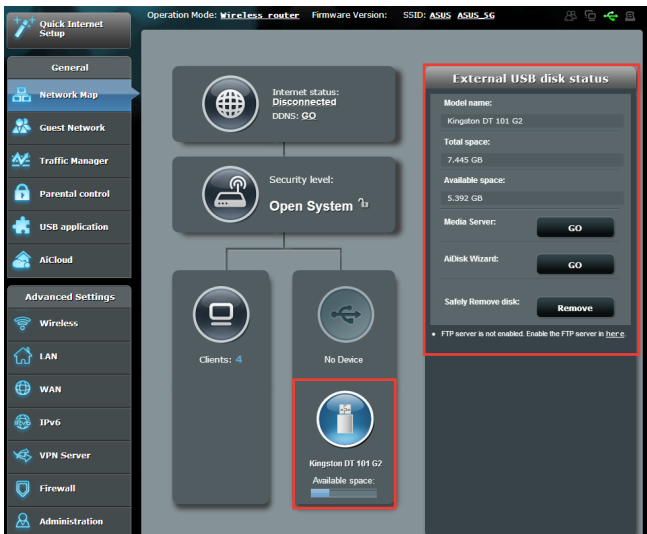 Quick Internet
Setup
Operation Mode: Wireless router Firmware Version: SSID: ASUS ASUS_5G
General
Network Map
Guest Network
Traffic Manager
Parental control
USB application
AiCloud
Advanced Settings
Wireless
LAN
WAN
IPv6
VPN Server
Firewall
Administration
Internet status:
Disconnected
DDNS: GO
Security level:
Open System
Clients: 4
No Device
Kingston DT 101 G2
Available space:
External USB disk status
Model name:
Kingston DT 101 G2
Total space:
7.445 GB
Available space:
5.392 GB
Media Server: GO
AiDisk Wizard: GO
Safely Remove disk: Remove
• FTP server is not enabled. Enable the FTP server in here.